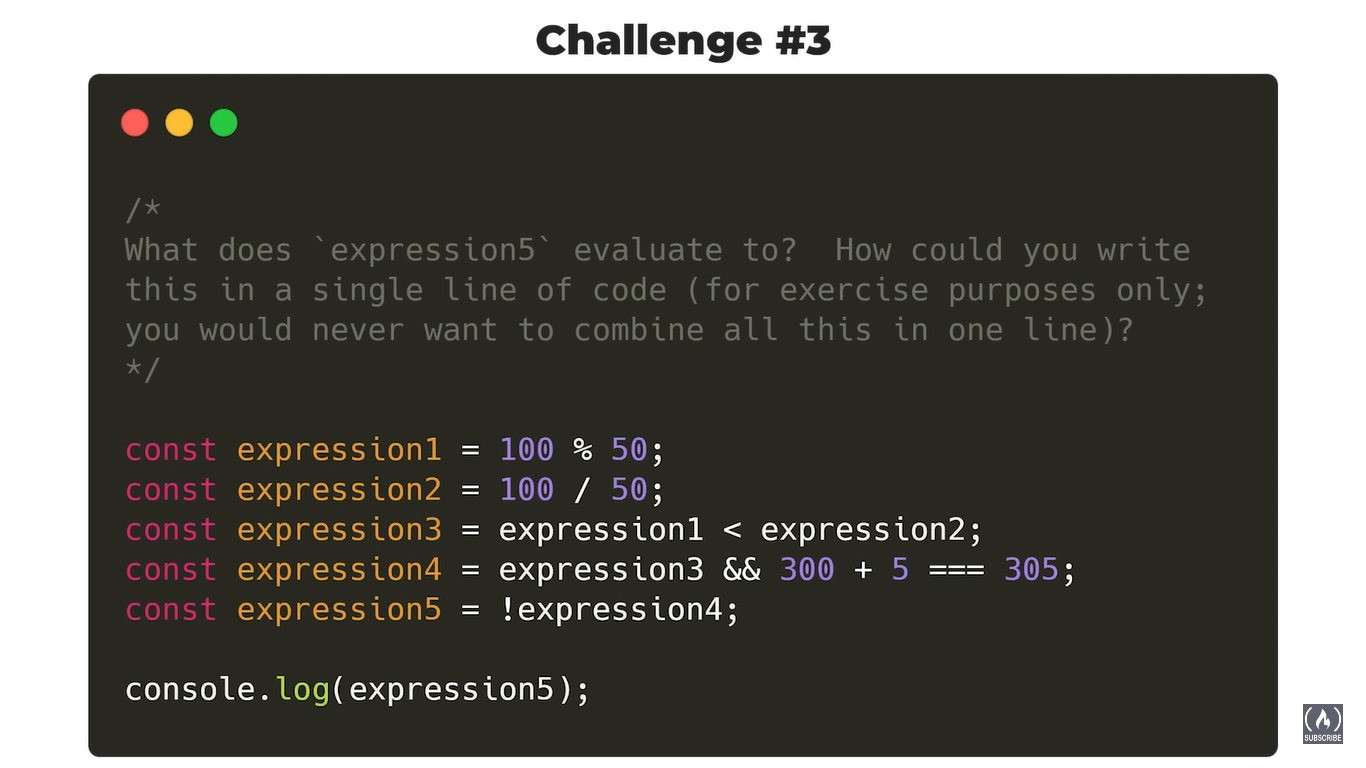 Challenge #3
/*
What does `expression5` evaluate to?  How could you write
this in a single line of code (for exercise purposes only;
you would never want to combine all this in one line)?
*/
const expression1 = 100 % 50;
const expression2 = 100 / 50;
const expression3 = expression1 < expression2;
const expression4 = expression3 && 300 + 5 === 305;
const expression5 = !expression4;
console.log(expression5);
SUBSCRIBE